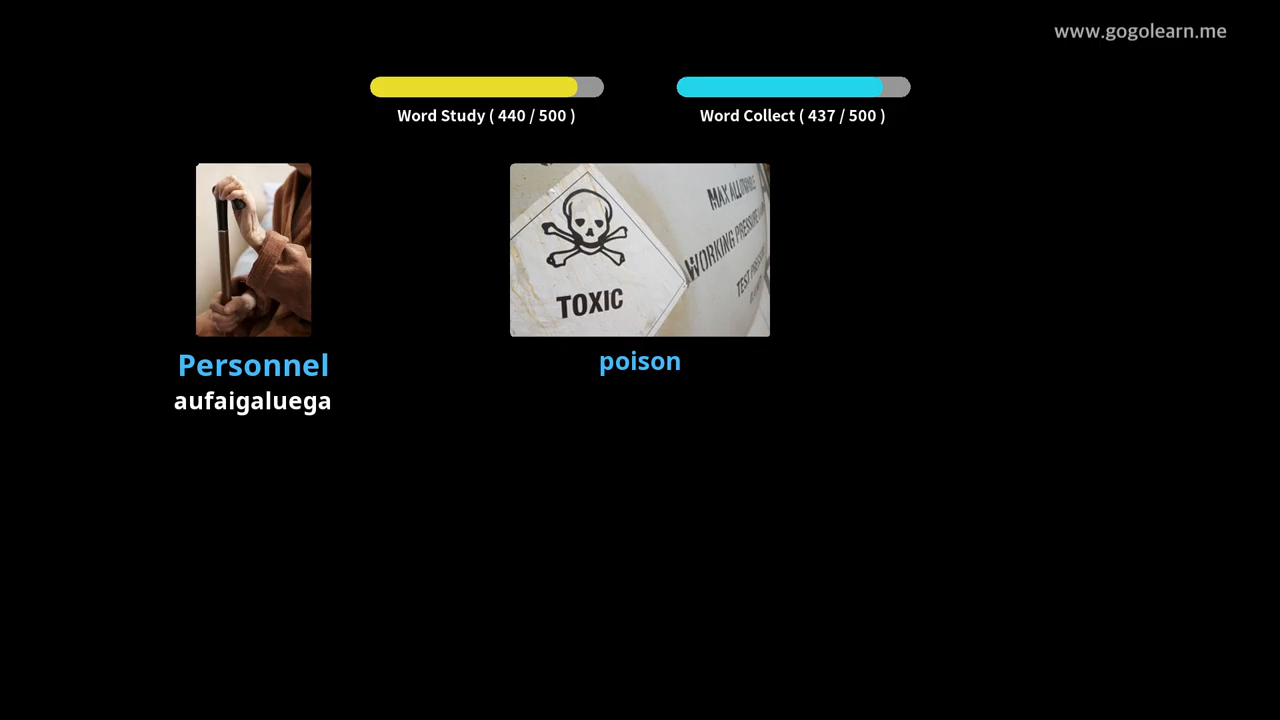 www.gogolearn.me
Word Study ( 440 / 500 )
Word Collect ( 437 / 500 )
MAX ALLOWABLE
WORKING PRESSURE
TEST
TOXIC
Personnel
aufaigaluega
poison